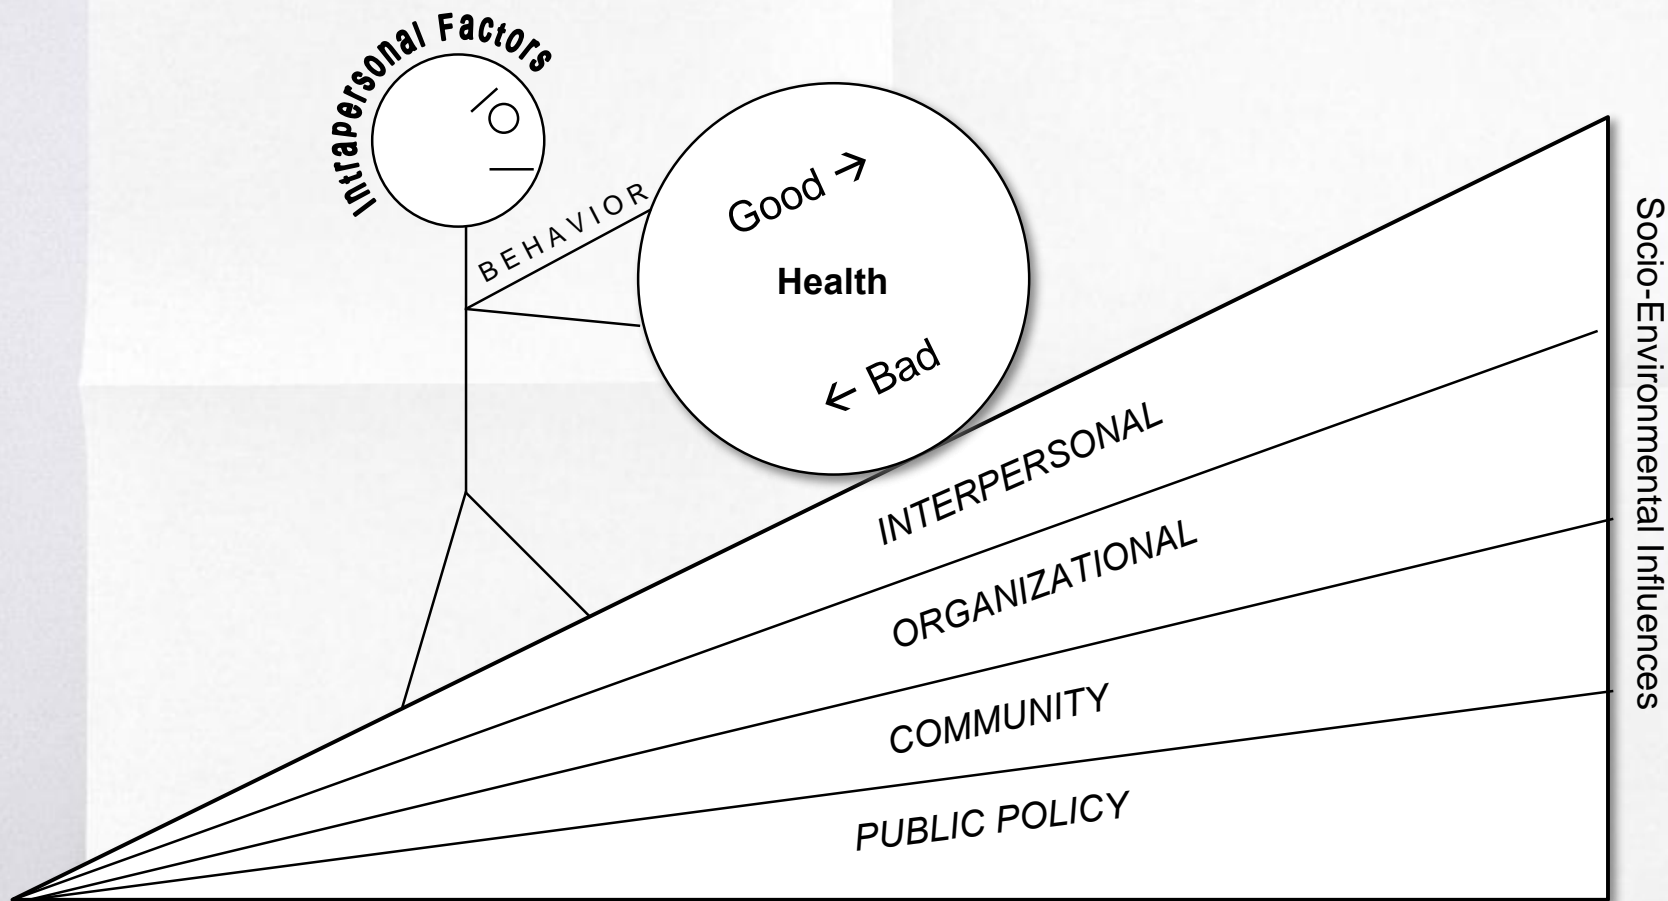 Intrapersonal Factors
BEHAVIOR
Good →
Health
← Bad
INTERPERSONAL
ORGANIZATIONAL
COMMUNITY
PUBLIC POLICY
Socio-Environmental Influences